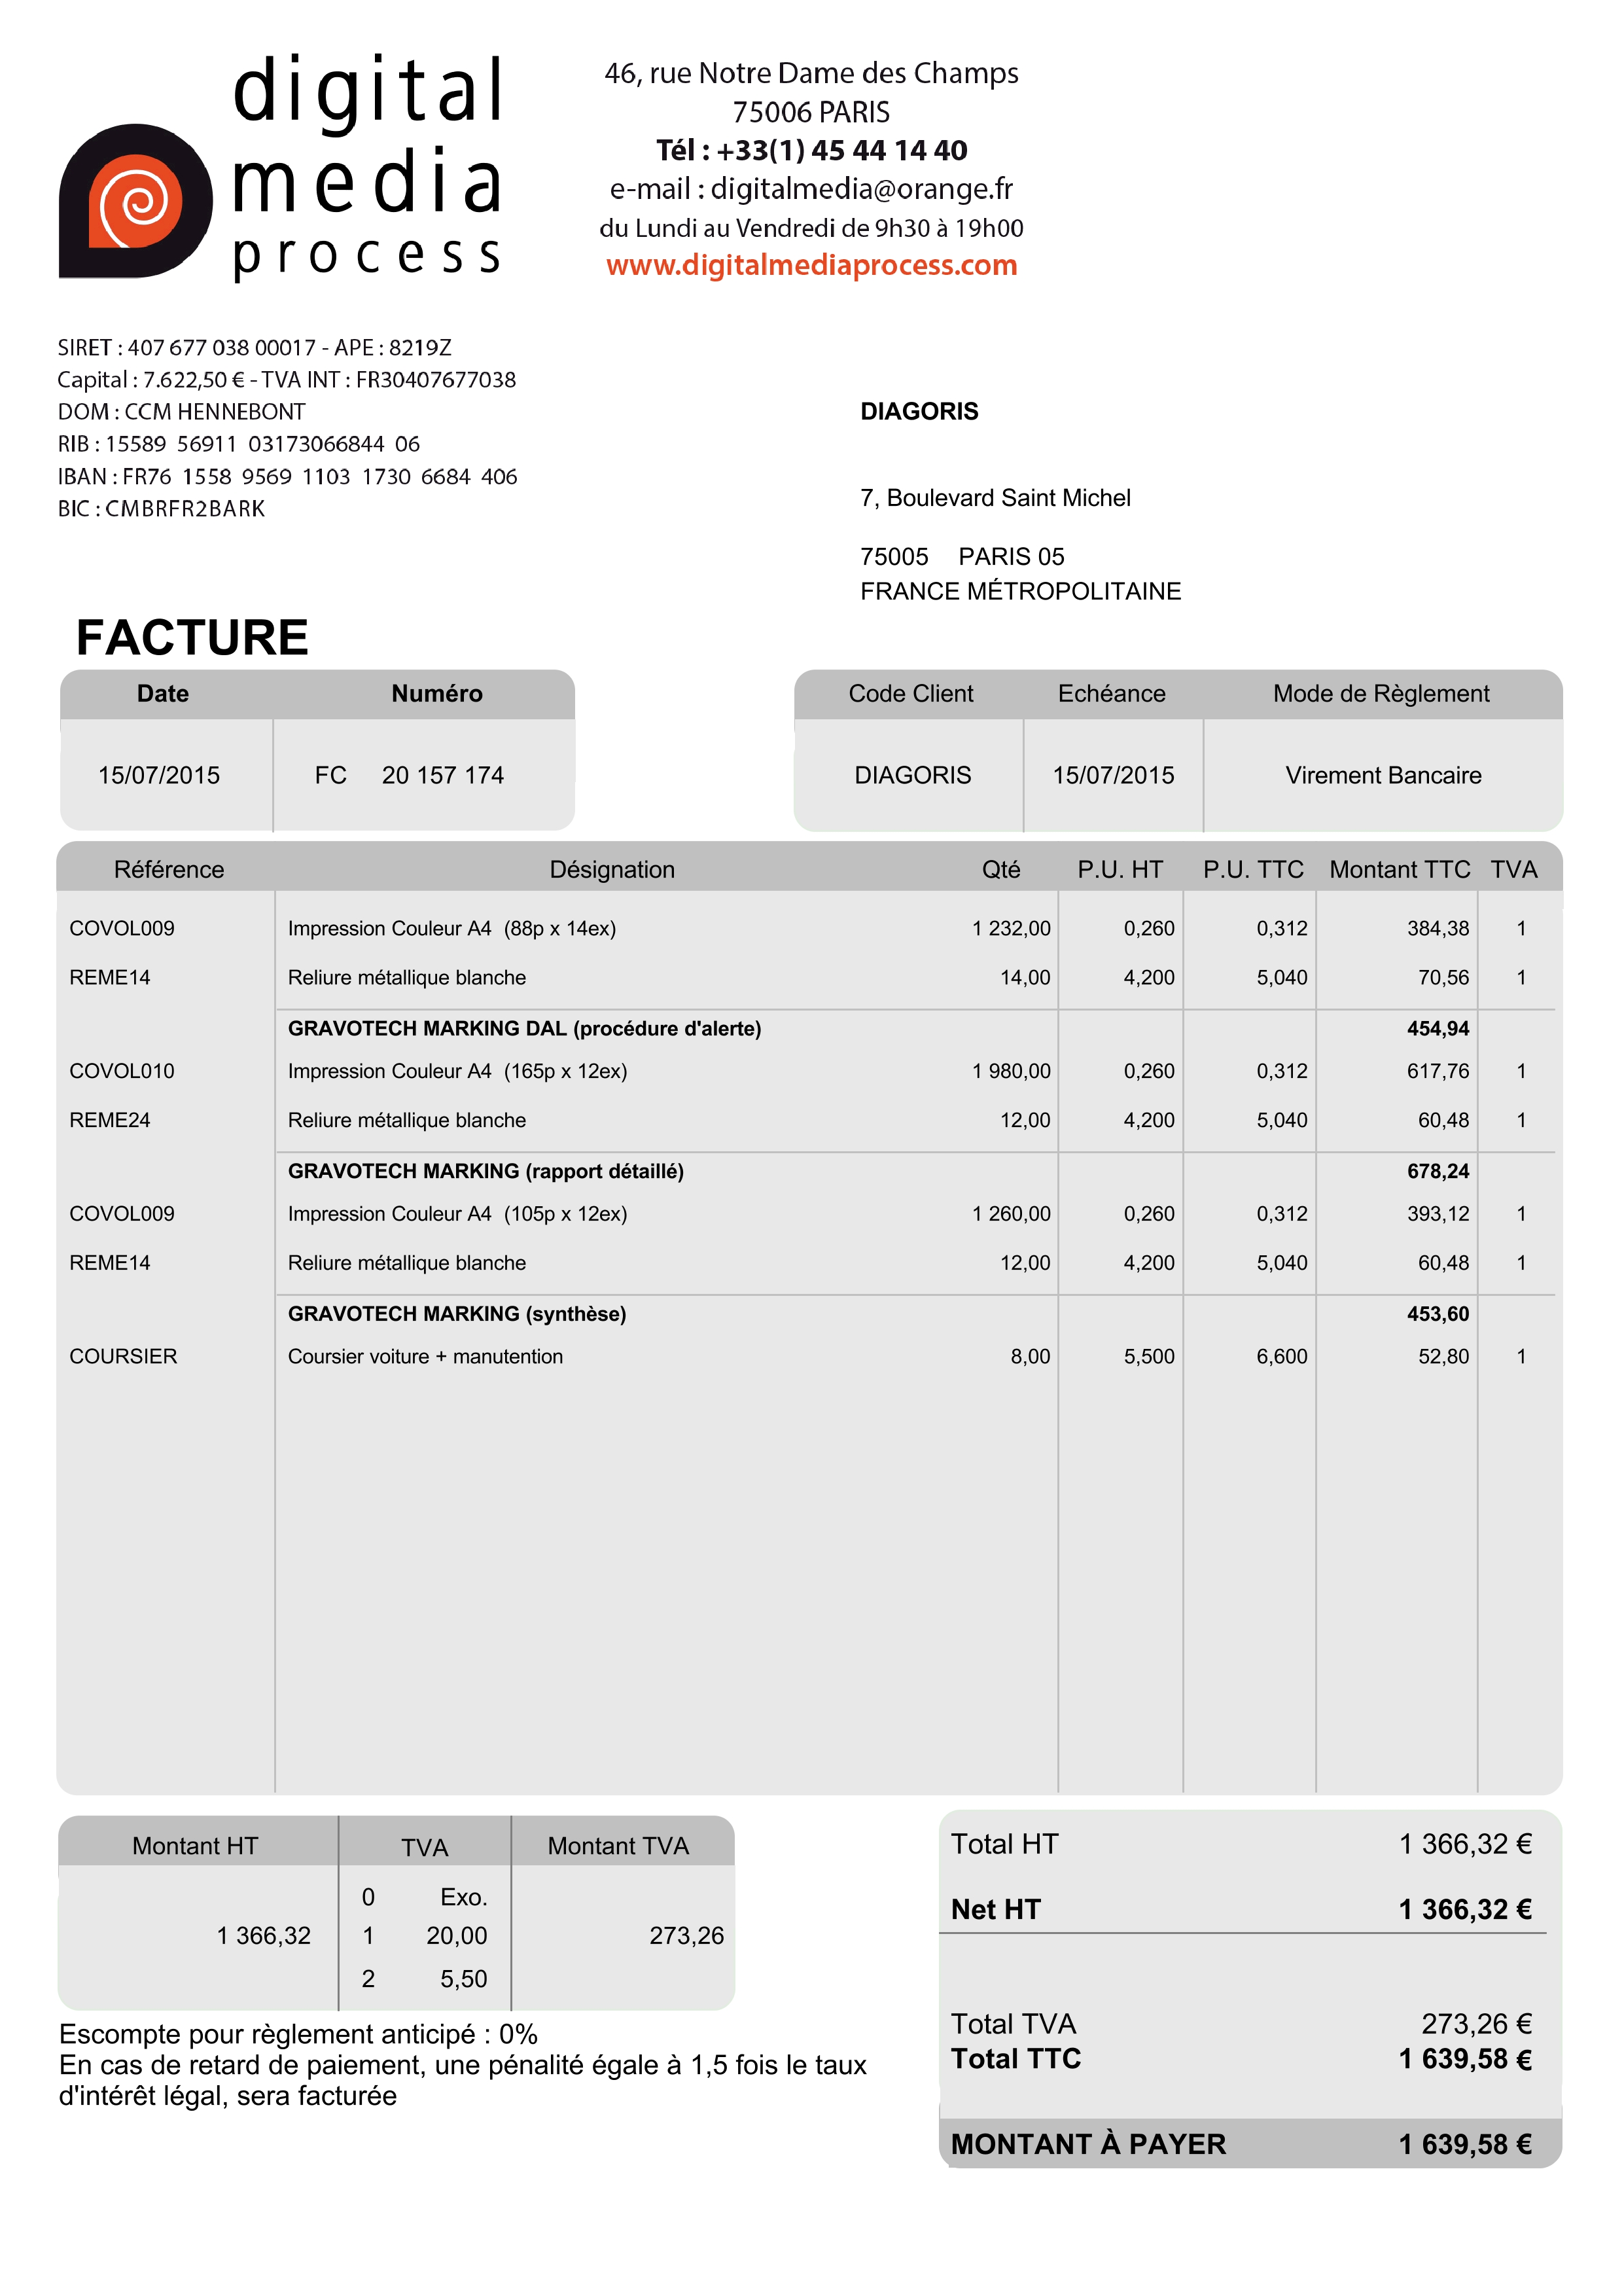 digital
media
process
46, rue Notre Dame des Champs
75006 PARIS
Tél : +33(1) 45 44 14 40
e-mail : digitalmedia@orange.fr
du Lundi au Vendredi de 9h30 à 19h00
www.digitalmediaprocess.com
SIRET : 407 677 038 00017 - APE : 8219Z
Capital : 7.622,50 € - TVA INT : FR30407677038
DOM : CCM HENNEBONT
RIB : 15589 56911 03173066844 06
IBAN : FR76 1558 9569 1103 1730 6684 406
BIC : CMBRFR2BARK
DIAGORIS
7, Boulevard Saint Michel
75005 PARIS 05
FRANCE MÉTROPOLITAINE
FACTURE
Date Numéro
15/07/2015 FC 20 157 174
Code Client Echéance Mode de Règlement
DIAGORIS 15/07/2015 Virement Bancaire
Référence Désignation Qté P.U. HT P.U. TTC Montant TTC TVA
COVOL009 Impression Couleur A4 (88p x 14ex) 1 232,00 0,260 0,312 384,38 1
REME14 Reliure métallique blanche 14,00 4,200 5,040 70,56 1
GRAVOTECH MARKING DAL (procédure d'alerte) 454,94
COVOL010 Impression Couleur A4 (165p x 12ex) 1 980,00 0,260 0,312 617,76 1
REME24 Reliure métallique blanche 12,00 4,200 5,040 60,48 1
GRAVOTECH MARKING (rapport détaillé) 678,24
COVOL009 Impression Couleur A4 (105p x 12ex) 1 260,00 0,260 0,312 393,12 1
REME14 Reliure métallique blanche 12,00 4,200 5,040 60,48 1
GRAVOTECH MARKING (synthèse) 453,60
COURSIER Coursier voiture + manutention 8,00 5,500 6,600 52,80 1
Montant HT TVA Montant TVA
0 Exo.
1 366,32 1 20,00 273,26
2 5,50
Escompte pour règlement anticipé : 0%
En cas de retard de paiement, une pénalité égale à 1,5 fois le taux
d'intérêt légal, sera facturée
Total HT 1 366,32 €
Net HT 1 366,32 €
Total TVA 273,26 €
Total TTC 1 639,58 €
MONTANT À PAYER 1 639,58 €